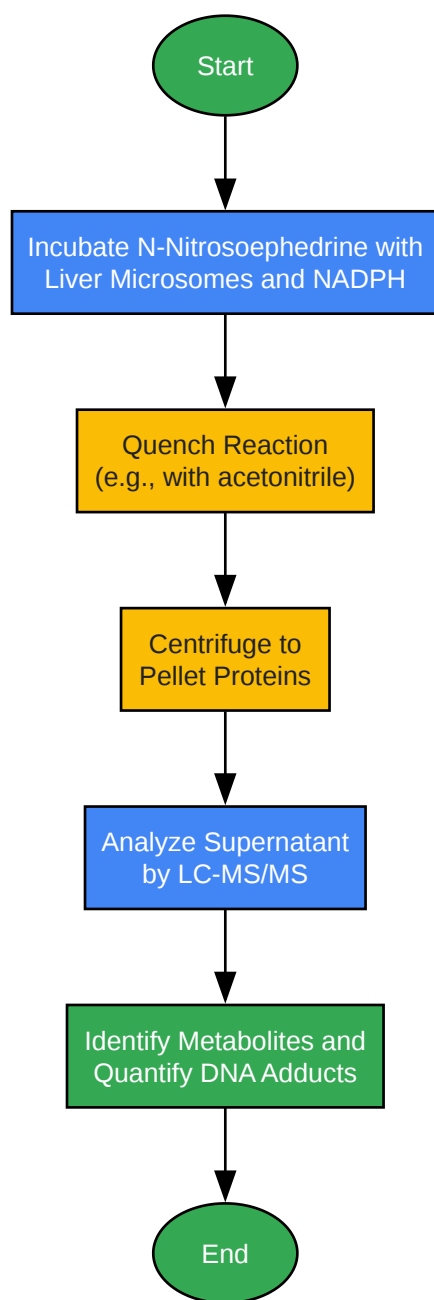 Start
Incubate N-Nitrosoephedrine with
Liver Microsomes and NADPH
Quench Reaction
(e.g., with acetonitrile)
Centrifuge to
Pellet Proteins
Analyze Supernatant
by LC-MS/MS
Identify Metabolites and
Quantify DNA Adducts
End